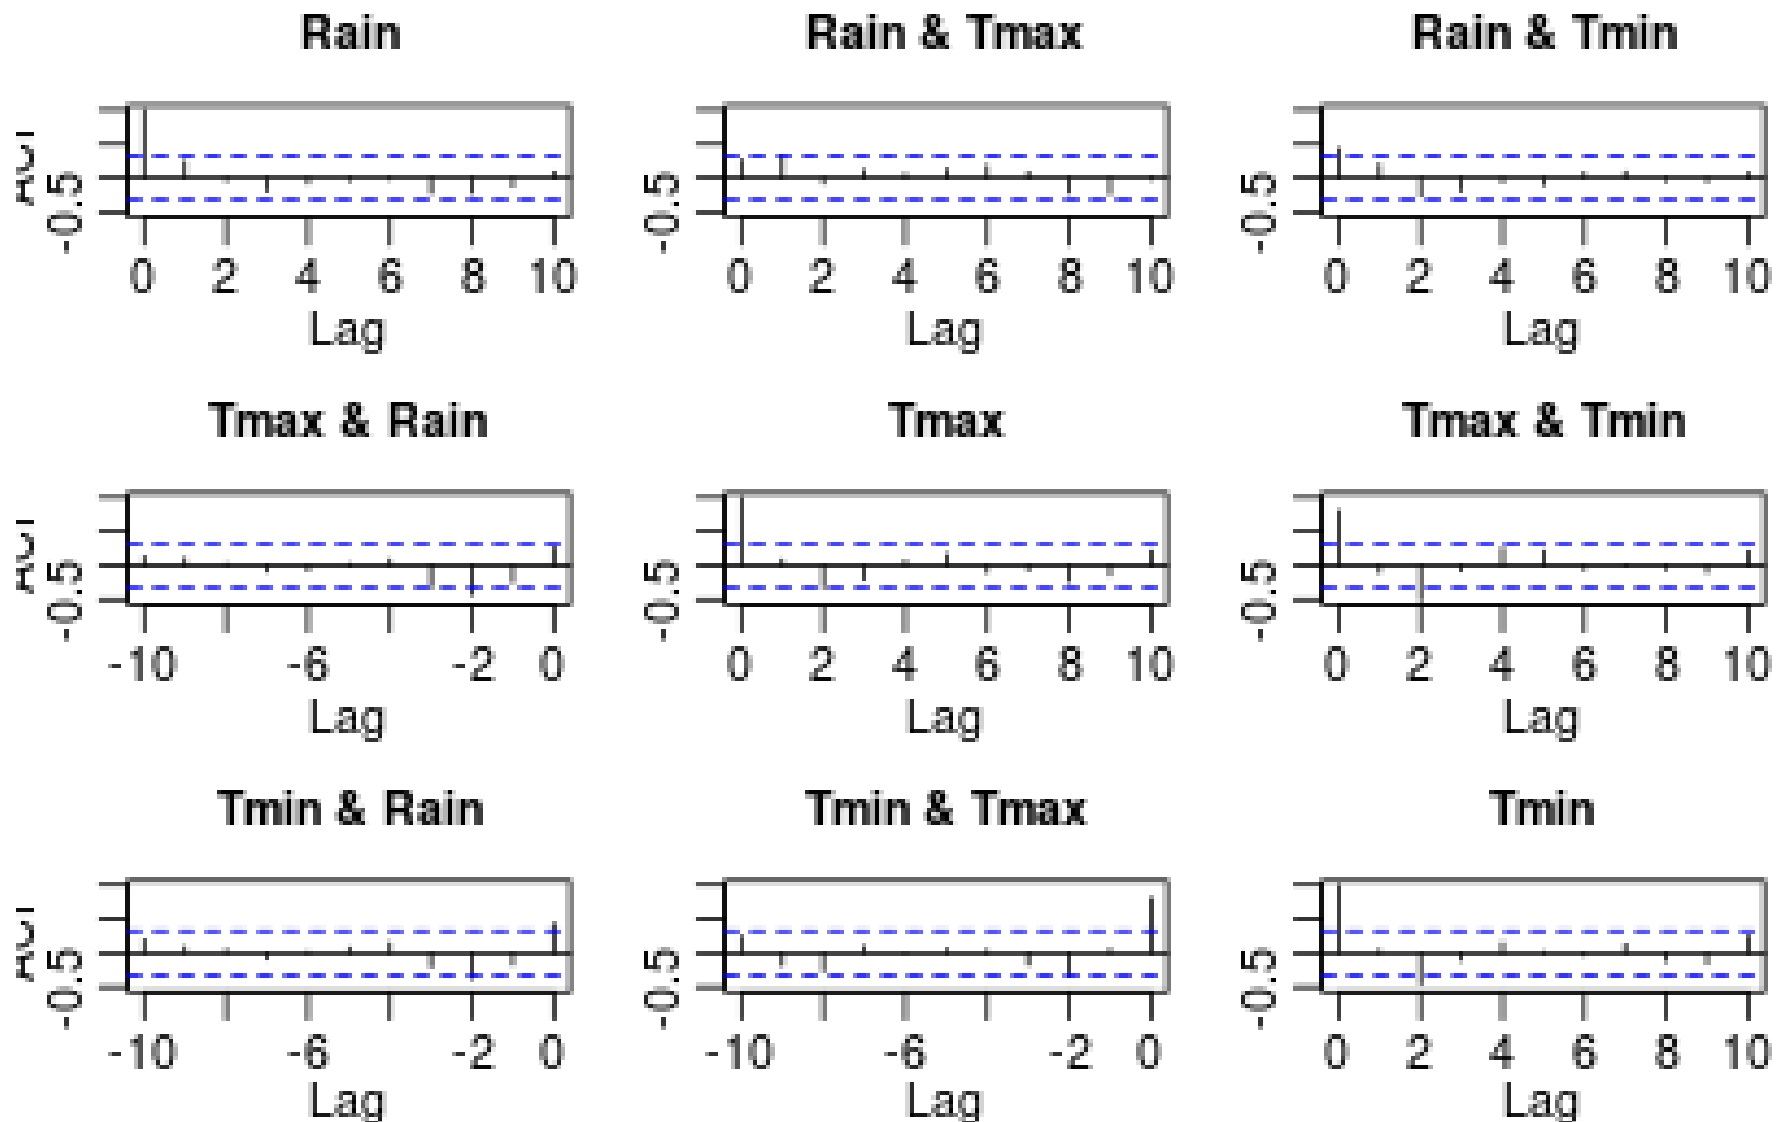 Rain
Rain & Tmax
Rain & Tmin
-0.5
-0.5
-0.5
0 2 4 6 8 10
0 2 4 6 8 10
0 2 4 6 8 10
Lag
Lag
Lag
Tmax & Rain
Tmax
Tmax & Tmin
-0.5
-0.5
-0.5
-10 -6 -2 0
0 2 4 6 8 10
0 2 4 6 8 10
Lag
Lag
Lag
Tmin & Rain
Tmin & Tmax
Tmin
-0.5
-0.5
-0.5
-10 -6 -2 0
-10 -6 -2 0
0 2 4 6 8 10
Lag
Lag
Lag